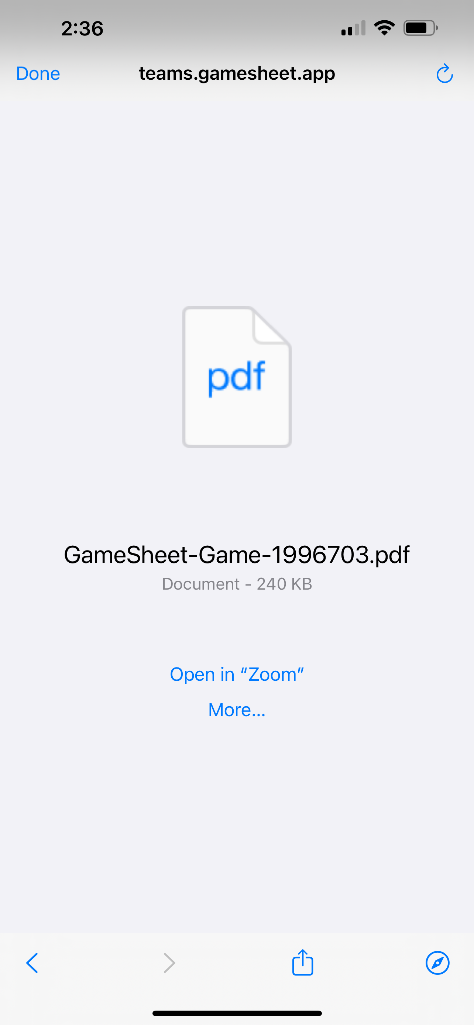 2:36
Done teams.gamesheet.app
pdf
GameSheet-Game-1996703.pdf
Document - 240 KB
Open in “Zoom”
More...